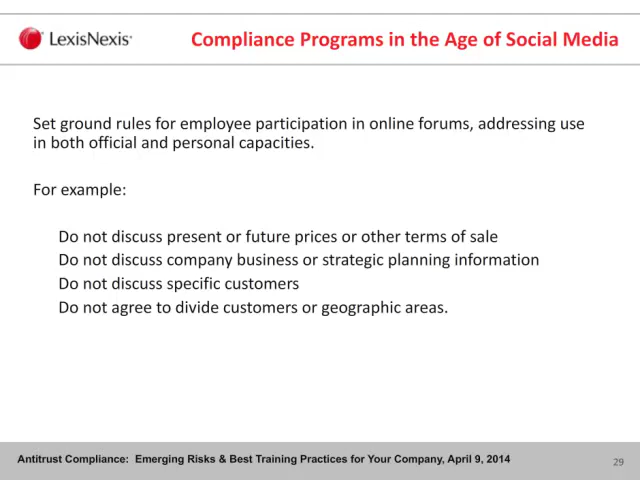 LexisNexis®
Compliance Programs in the Age of Social Media
Set ground rules for employee participation in online forums, addressing use
in both official and personal capacities.
For example:
Do not discuss present or future prices or other terms of sale
Do not discuss company business or strategic planning information
Do not discuss specific customers
Do not agree to divide customers or geographic areas.
Antitrust Compliance: Emerging Risks & Best Training Practices for Your Company, April 9, 2014
29